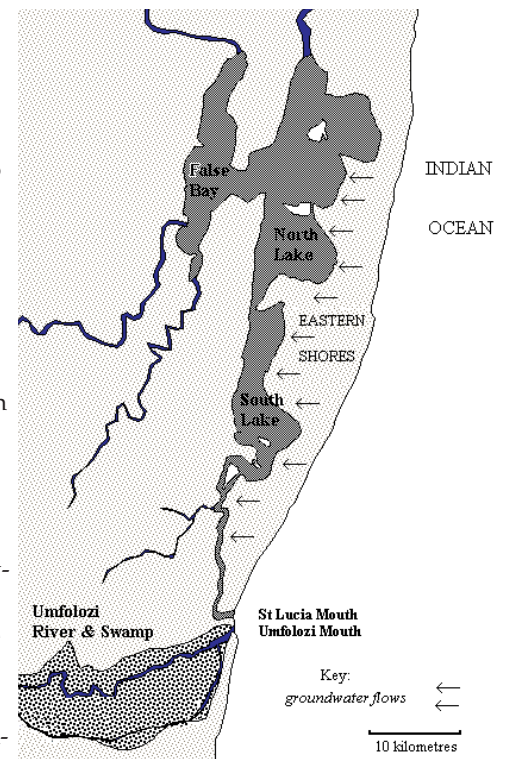 False
Bay
INDIAN
OCEAN
North
Lake
EASTERN
SHORES
South
Lake
Umfolozi
River & Swamp
St Lucia Mouth
Umfolozi Mouth
Key:
groundwater flows
10 kilometres